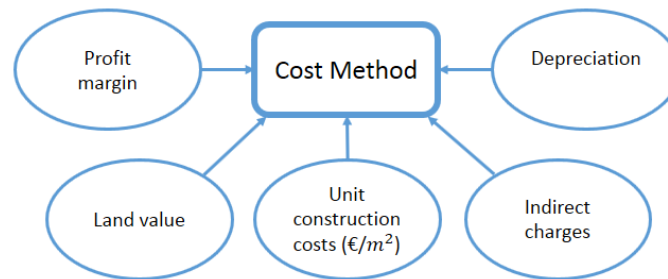 Profit
margin
Cost Method
Depreciation
Land value
Unit
construction
costs (€/m²)
Indirect
charges